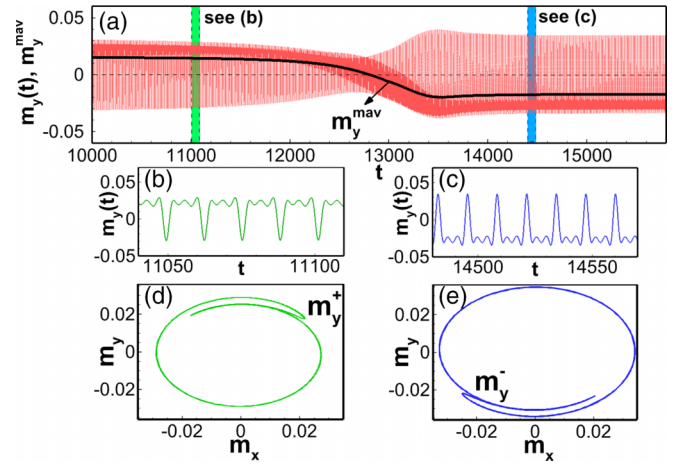 (a) see (b) see (c)
m_y(t), m_y^mav
0.05
0
-0.05
m_y^mav
10000 11000 12000 13000 14000 15000
t
(b) (c)
m_y(t) 0.05 0 -0.05
m_y(t) 0.05 0 -0.05
11050 t 11100
14500 t 14550
(d) m_y^+
m_y 0.02 0 -0.02
(e) m_y^-
m_y 0.02 0 -0.02
-0.02 0 0.02
m_x
-0.02 0 0.02
m_x